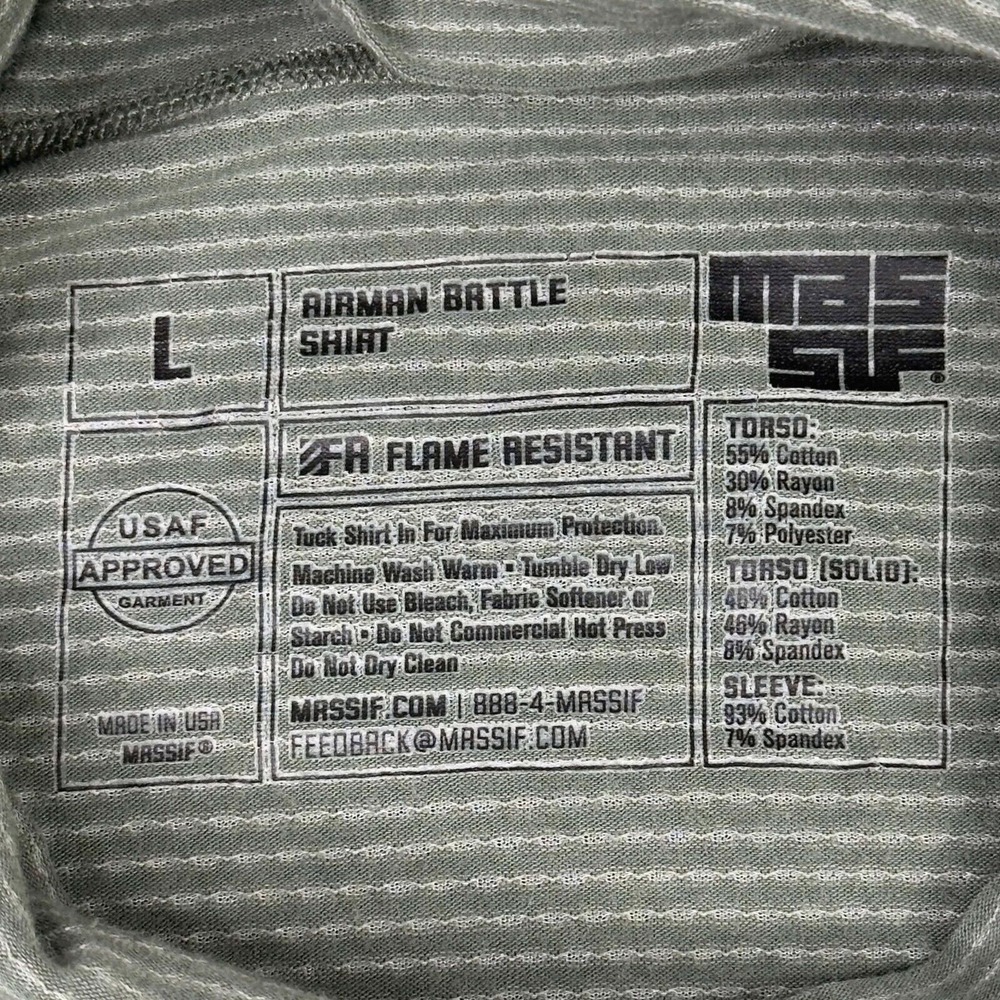 L
AIRMAN BATTLE
SHIRT
MASSIF®
FR FLAME RESISTANT
USAF
APPROVED
GARMENT
MADE IN USA
MASSIF®
Tuck Shirt In For Maximum Protection
Machine Wash Warm • Tumble Dry Low
Do Not Use Bleach, Fabric Softener or
Starch • Do Not Commercial Hot Press
Do Not Dry Clean
MASSIF.COM | 888-4-MASSIF
FEEDBACK@MASSIF.COM
TORSO:
55% Cotton
30% Rayon
8% Spandex
7% Polyester
TORSO (SOLID):
46% Cotton
46% Rayon
8% Spandex
SLEEVE:
93% Cotton
7% Spandex